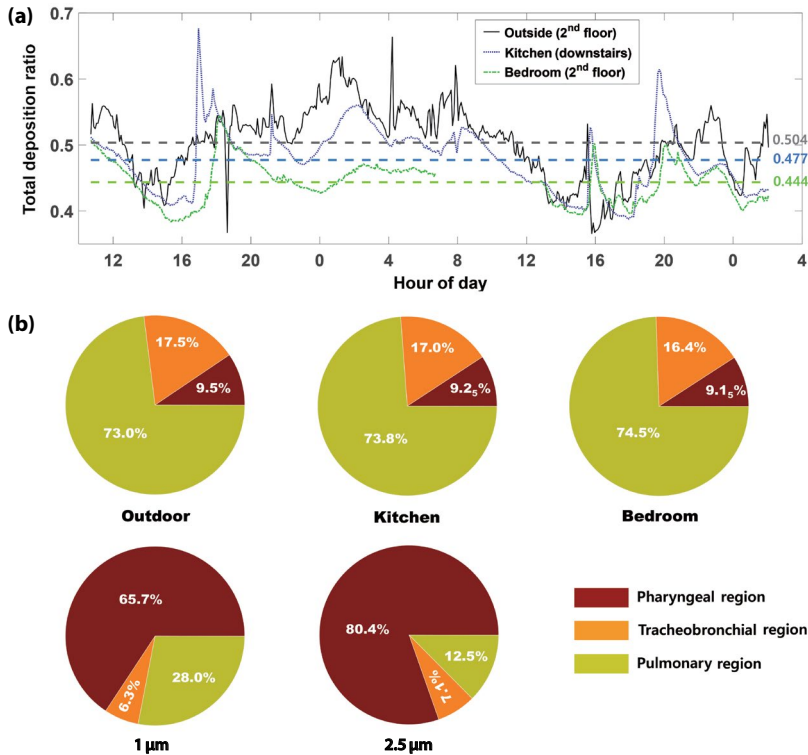 (a)
0.7
0.6
0.5
0.4
Total deposition ratio
Outside (2nd floor)
Kitchen (downstairs)
Bedroom (2nd floor)
0.504
0.477
0.444
12 16 20 0 4 8 12 16 20 0 4
Hour of day
(b)
17.5%
9.5%
73.0%
Outdoor
17.0%
9.2₅%
73.8%
Kitchen
16.4%
9.1₅%
74.5%
Bedroom
65.7%
6.3%
28.0%
1 μm
80.4%
7.1%
12.5%
2.5 μm
Pharyngeal region
Tracheobronchial region
Pulmonary region